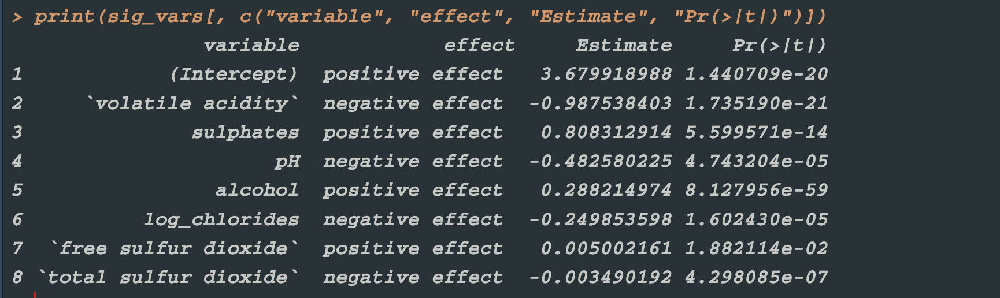 > print(sig_vars[, c("variable", "effect", "Estimate", "Pr(>|t|)")])
variable effect Estimate Pr(>|t|)
1 (Intercept) positive effect 3.679918988 1.440709e-20
2 `volatile acidity` negative effect -0.987538403 1.735190e-21
3 sulphates positive effect 0.808312914 5.599571e-14
4 pH negative effect -0.482580225 4.743204e-05
5 alcohol positive effect 0.288214974 8.127956e-59
6 log_chlorides negative effect -0.249853598 1.602430e-05
7 `free sulfur dioxide` positive effect 0.005002161 1.882114e-02
8 `total sulfur dioxide` negative effect -0.003490192 4.298085e-07